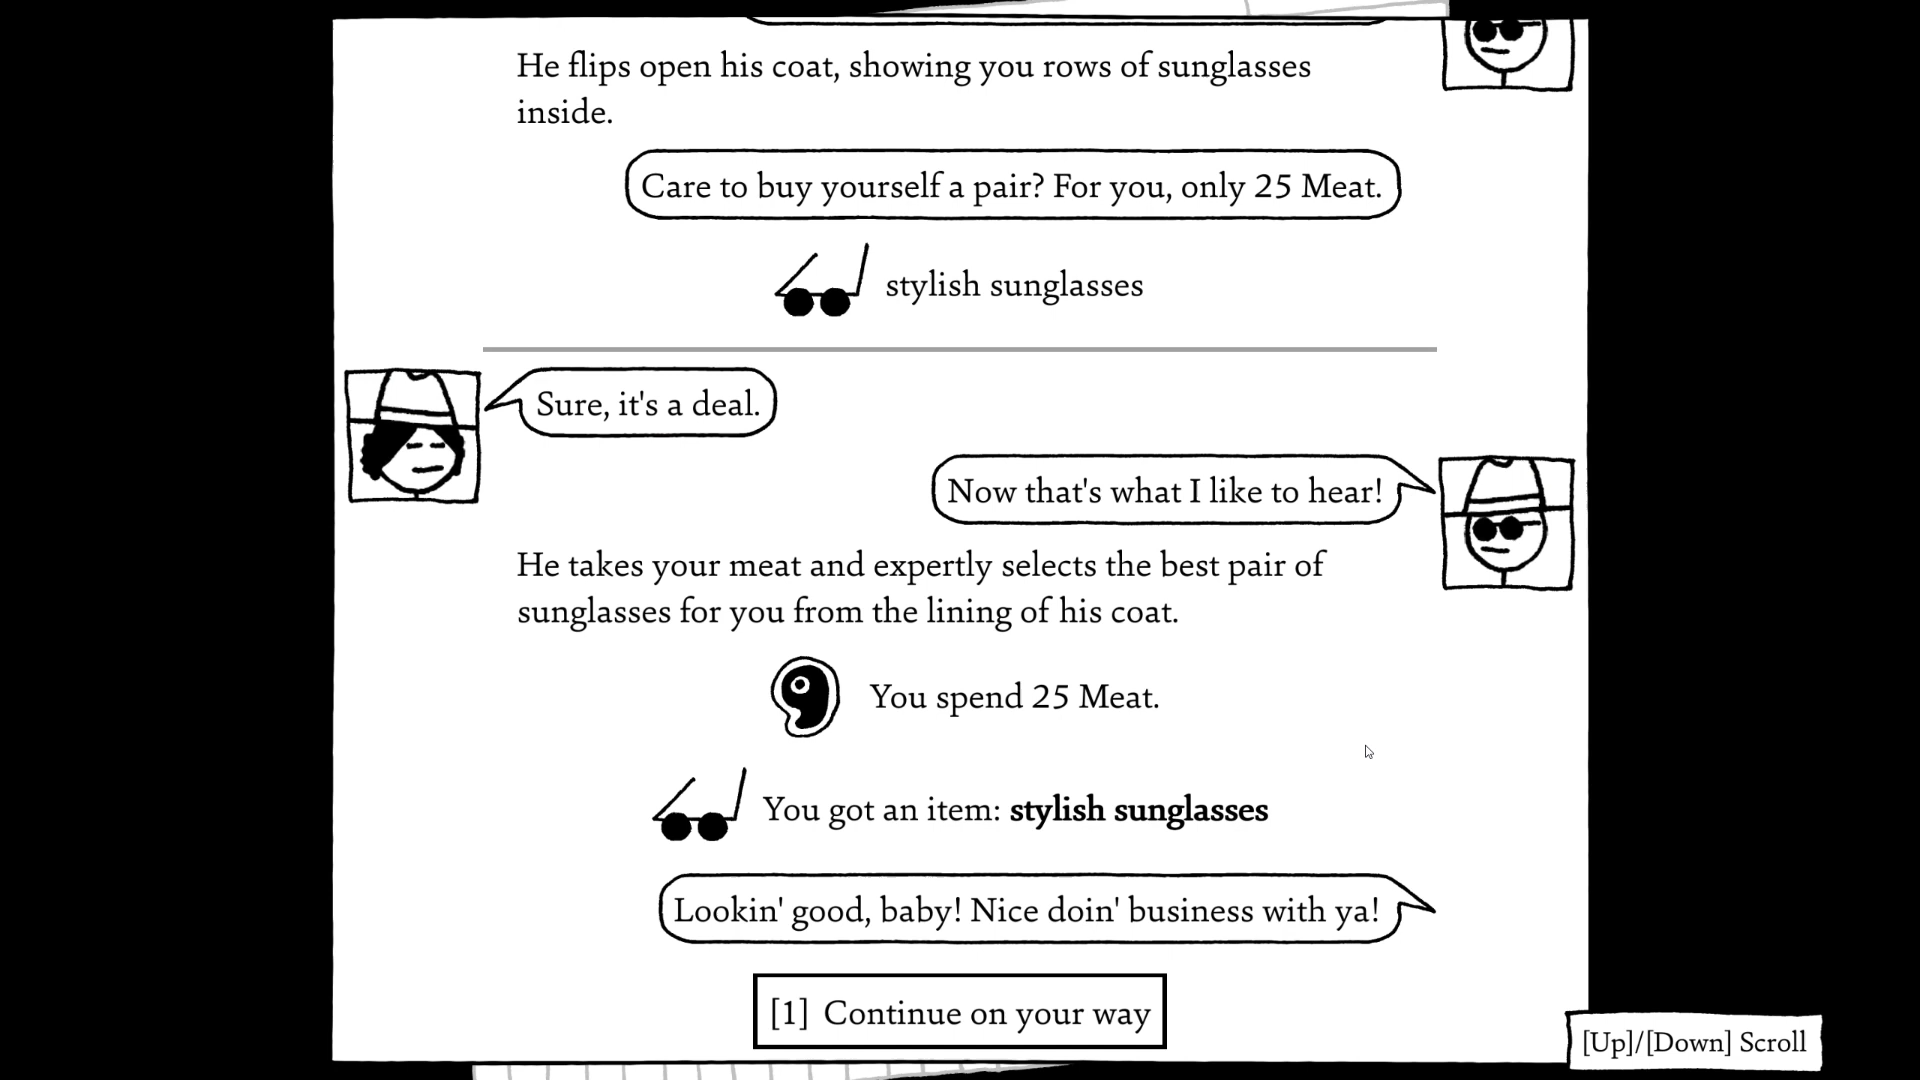 He flips open his coat, showing you rows of sunglasses
inside.
Care to buy yourself a pair? For you, only 25 Meat.
stylish sunglasses
Sure, it's a deal.
Now that's what I like to hear!
He takes your meat and expertly selects the best pair of
sunglasses for you from the lining of his coat.
You spend 25 Meat.
You got an item: stylish sunglasses
Lookin' good, baby! Nice doin' business with ya!
[1] Continue on your way
[Up]/[Down] Scroll